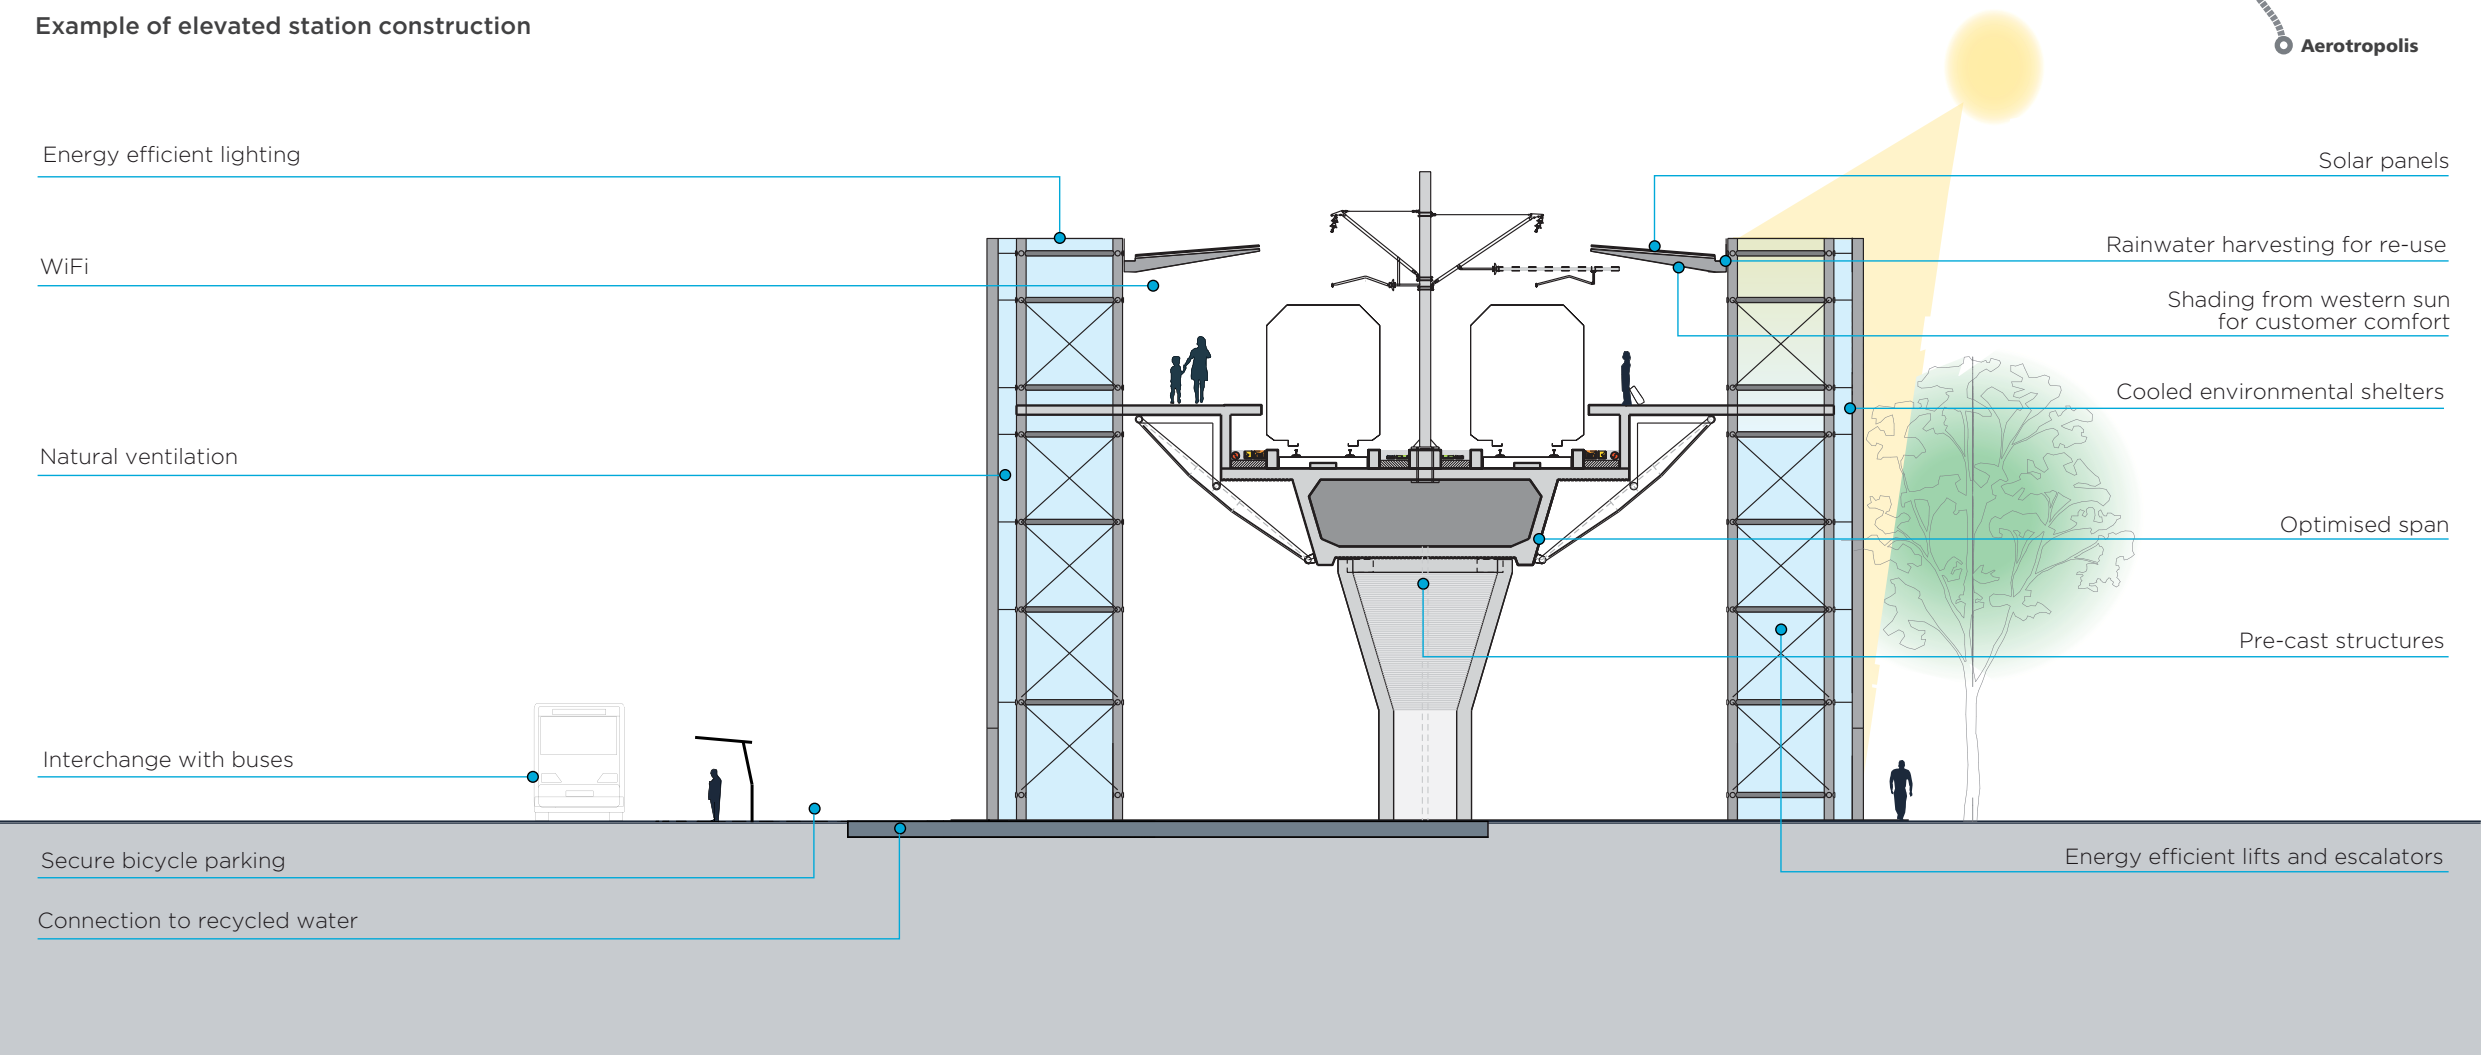 Example of elevated station construction
Aerotropolis
Energy efficient lighting
WiFi
Natural ventilation
Interchange with buses
Secure bicycle parking
Connection to recycled water
Solar panels
Rainwater harvesting for re-use
Shading from western sun
for customer comfort
Cooled environmental shelters
Optimised span
Pre-cast structures
Energy efficient lifts and escalators